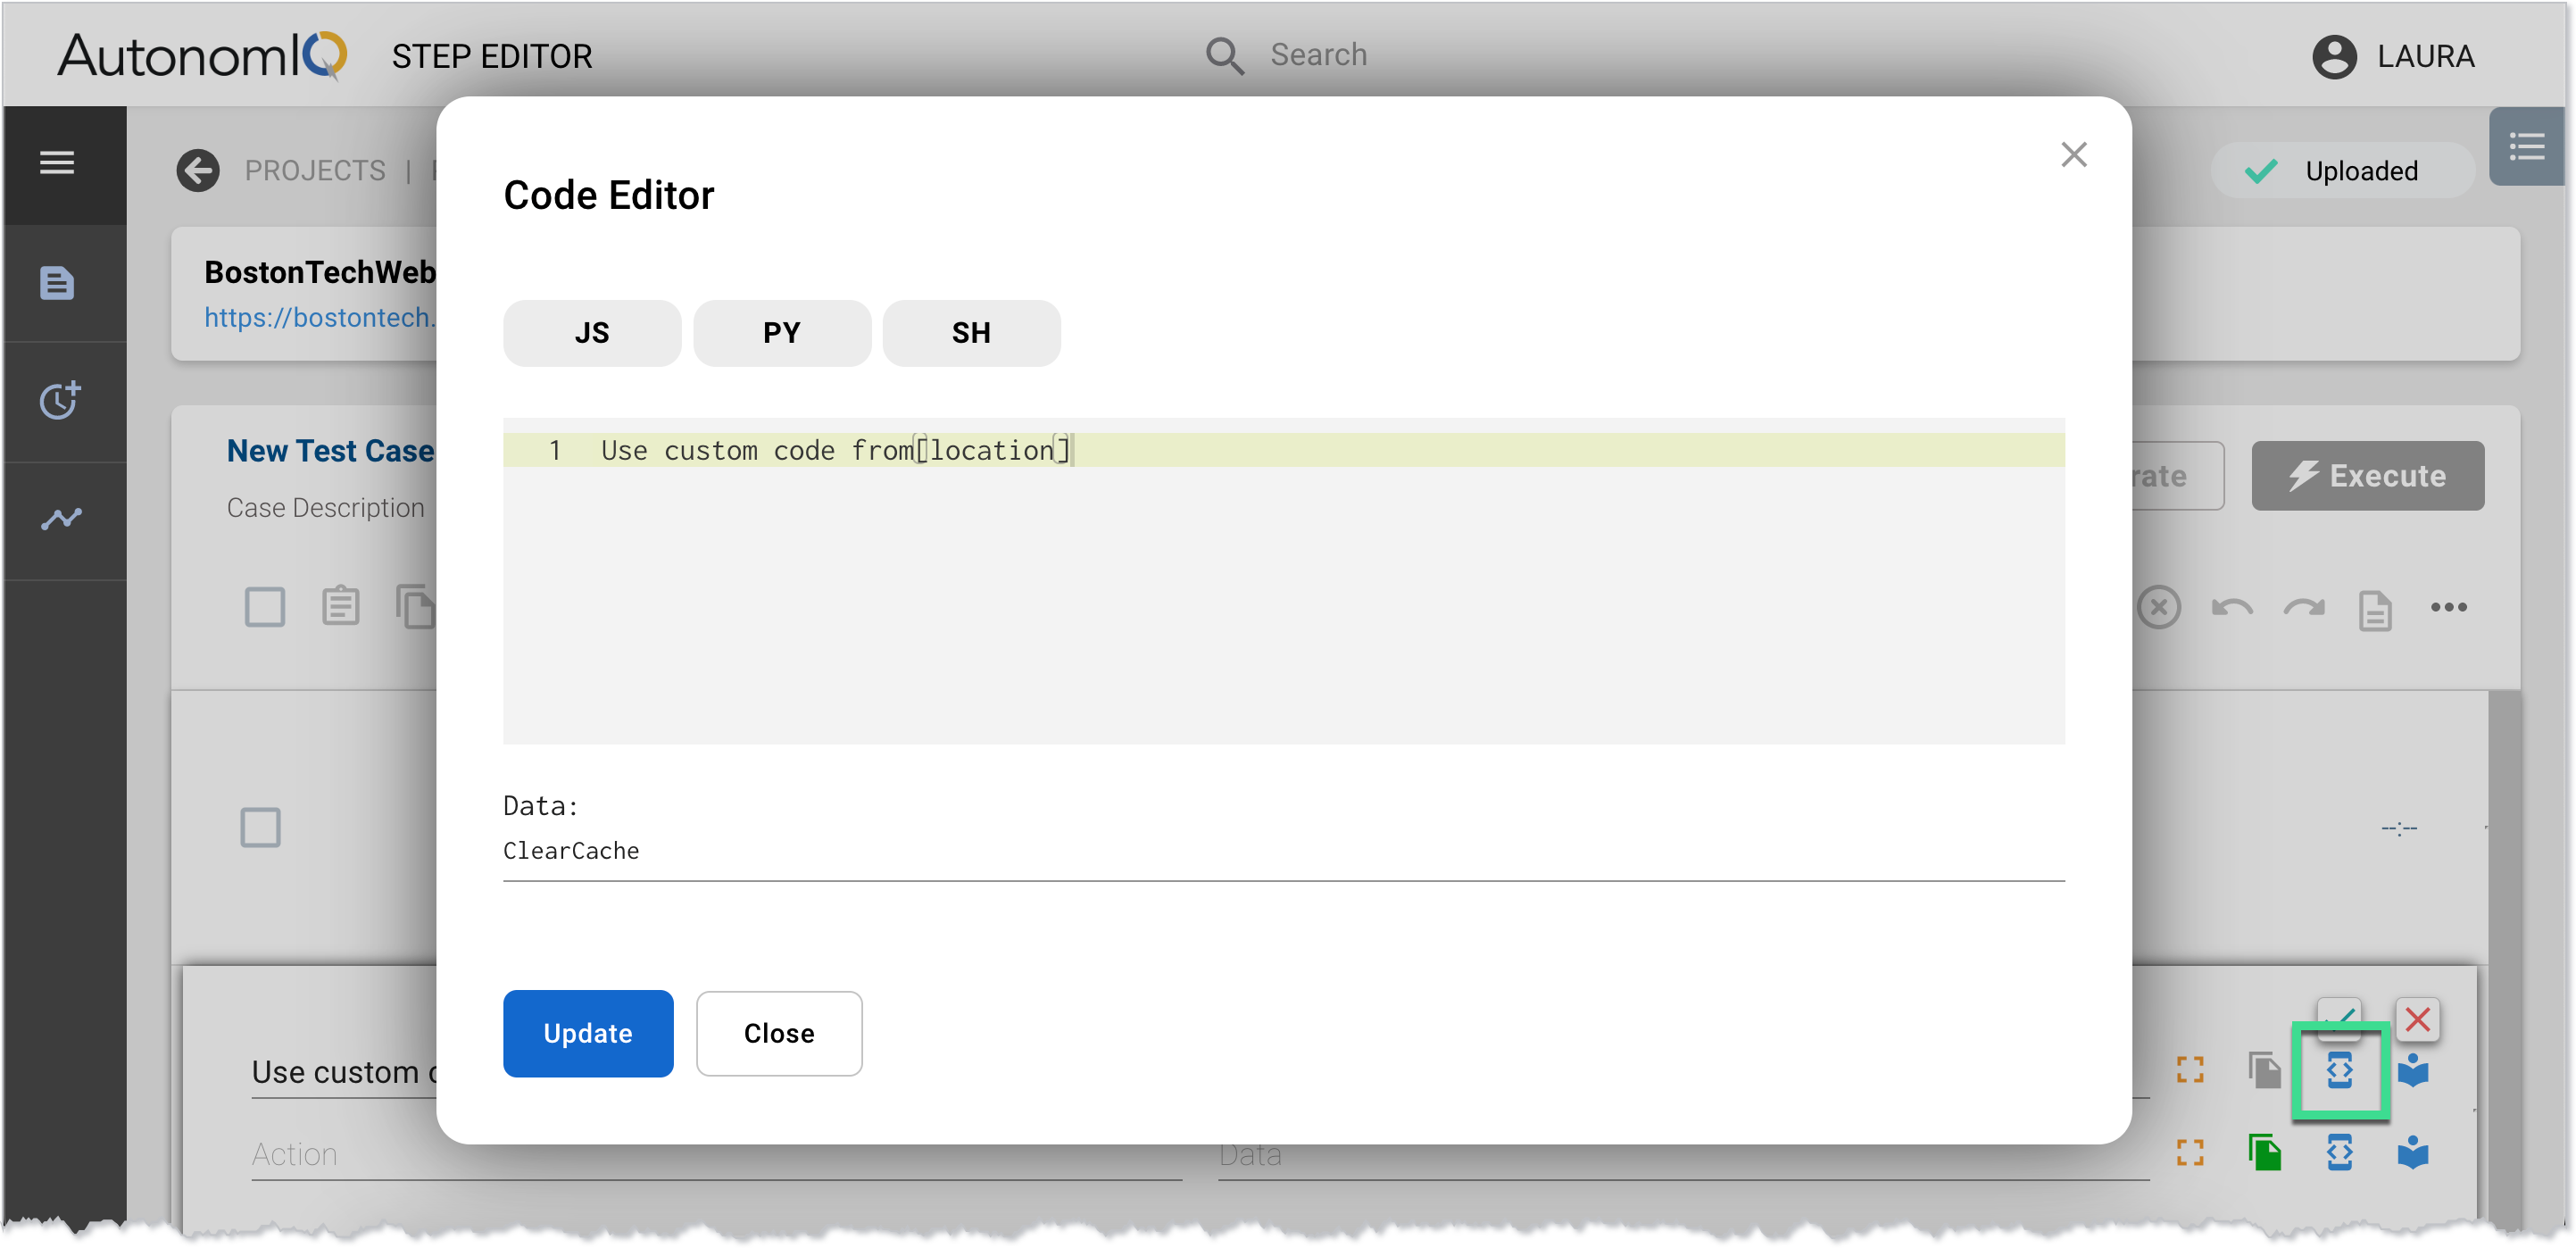 AutonomIQ STEP EDITOR Search LAURA
PROJECTS |
Uploaded
BostonTechWeb
https://bostontech.
Code Editor
JS PY SH
1 Use custom code from[location]
New Test Case
Case Description
rate Execute
Data:
ClearCache
--:--
Update Close
Use custom
Action Data